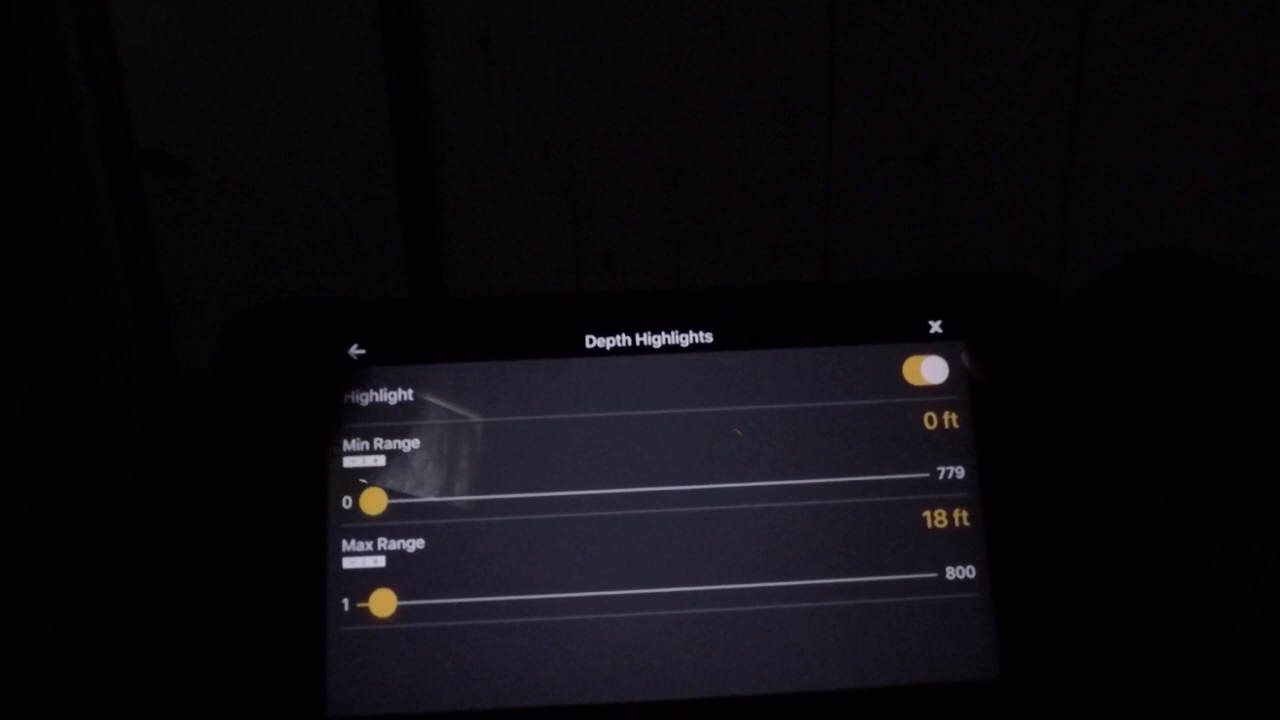 Depth Highlights
Highlight
0 ft
Min Range
- +
0 779
18 ft
Max Range
- +
1 800